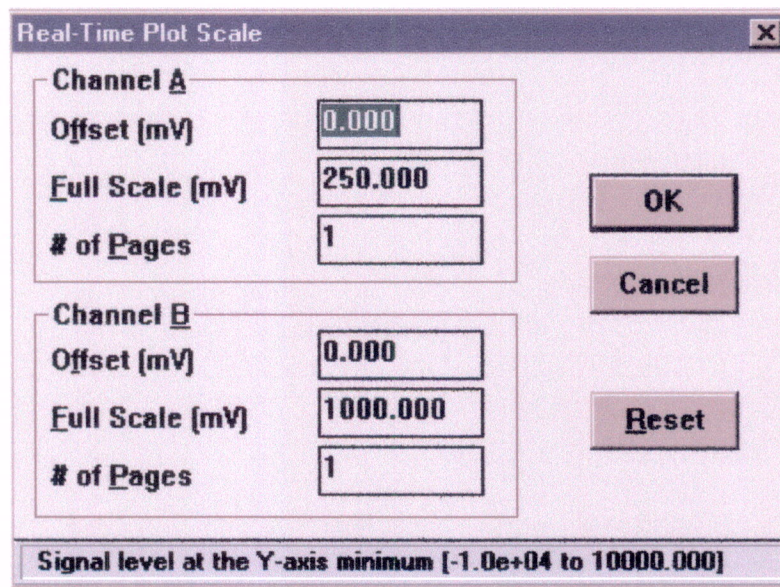 Real-Time Plot Scale
Channel A
Offset (mV) 0.000
Full Scale (mV) 250.000
# of Pages 1
OK
Cancel
Channel B
Offset (mV) 0.000
Full Scale (mV) 1000.000
# of Pages 1
Reset
Signal level at the Y-axis minimum [-1.0e+04 to 10000.000]